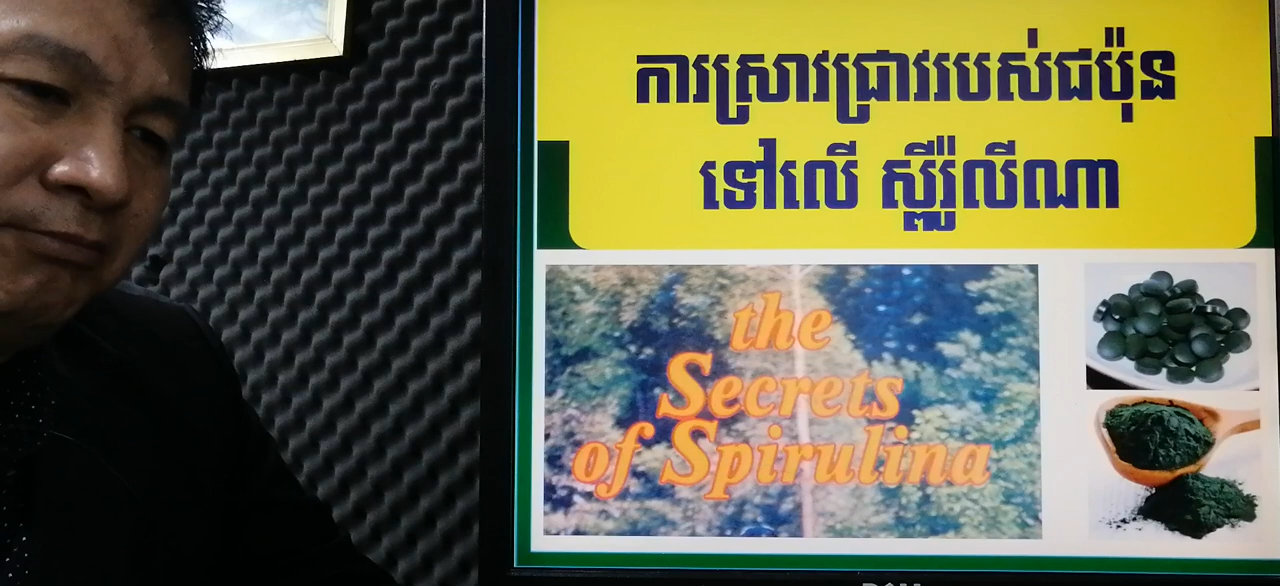 ការស្រាវជ្រាវរបស់ជប៉ុន
ទៅលើ ស្ពីរ៉ូលីណា
the
Secrets
of Spirulina